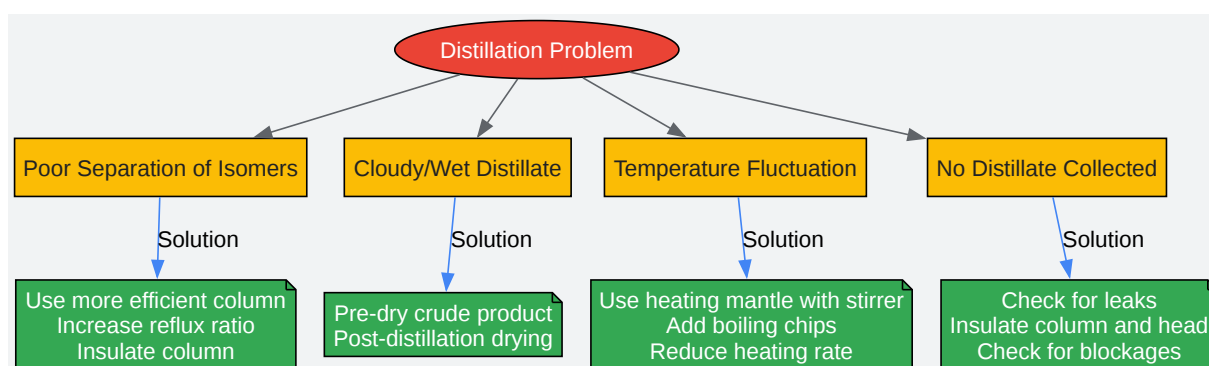 Distillation Problem
Poor Separation of Isomers
Cloudy/Wet Distillate
Temperature Fluctuation
No Distillate Collected
Solution
Solution
Solution
Solution
Use more efficient column
Increase reflux ratio
Insulate column
Pre-dry crude product
Post-distillation drying
Use heating mantle with stirrer
Add boiling chips
Reduce heating rate
Check for leaks
Insulate column and head
Check for blockages